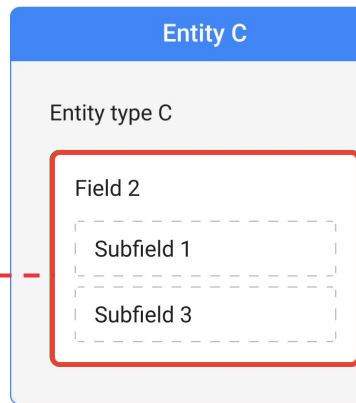 Entity C
Entity type C
Field 2
Subfield 1
Subfield 3